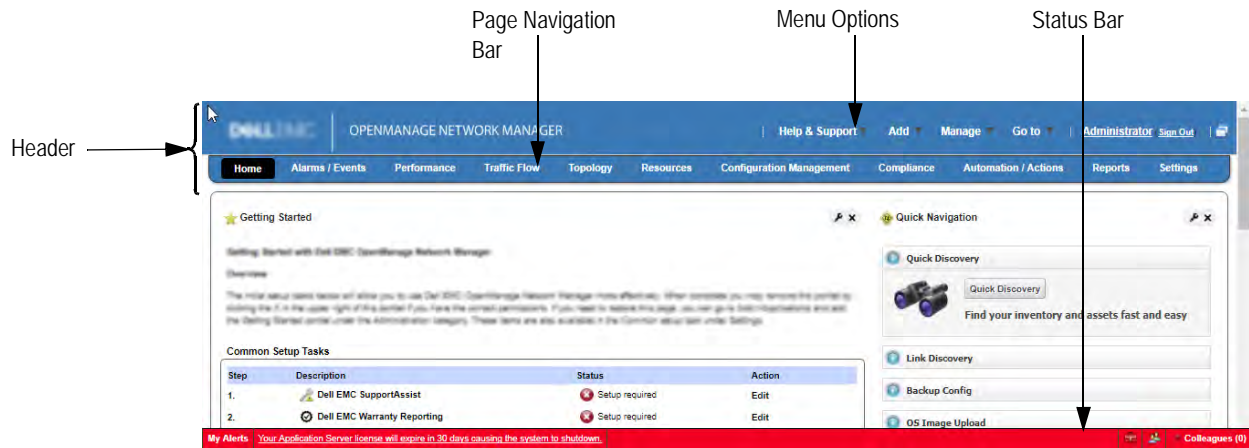 Page Navigation Bar
Menu Options
Status Bar
Header
OPENMANAGE NETWORK MANAGER
Help & Support
Add
Manage
Go to
Administrator
Sign Out
Home
Alarms / Events
Performance
Traffic Flow
Topology
Resources
Configuration Management
Compliance
Automation / Actions
Reports
Settings
Getting Started
Common Setup Tasks
Step Description Status Action
1. Dell EMC SupportAssist Setup required Edit
2. Dell EMC Warranty Reporting Setup required Edit
Quick Navigation
Quick Discovery
Quick Discovery
Find your inventory and assets fast and easy
Link Discovery
Backup Config
OS Image Upload
My Alerts Your Application Server license will expire in 30 days causing the system to shutdown.
Colleagues (0)